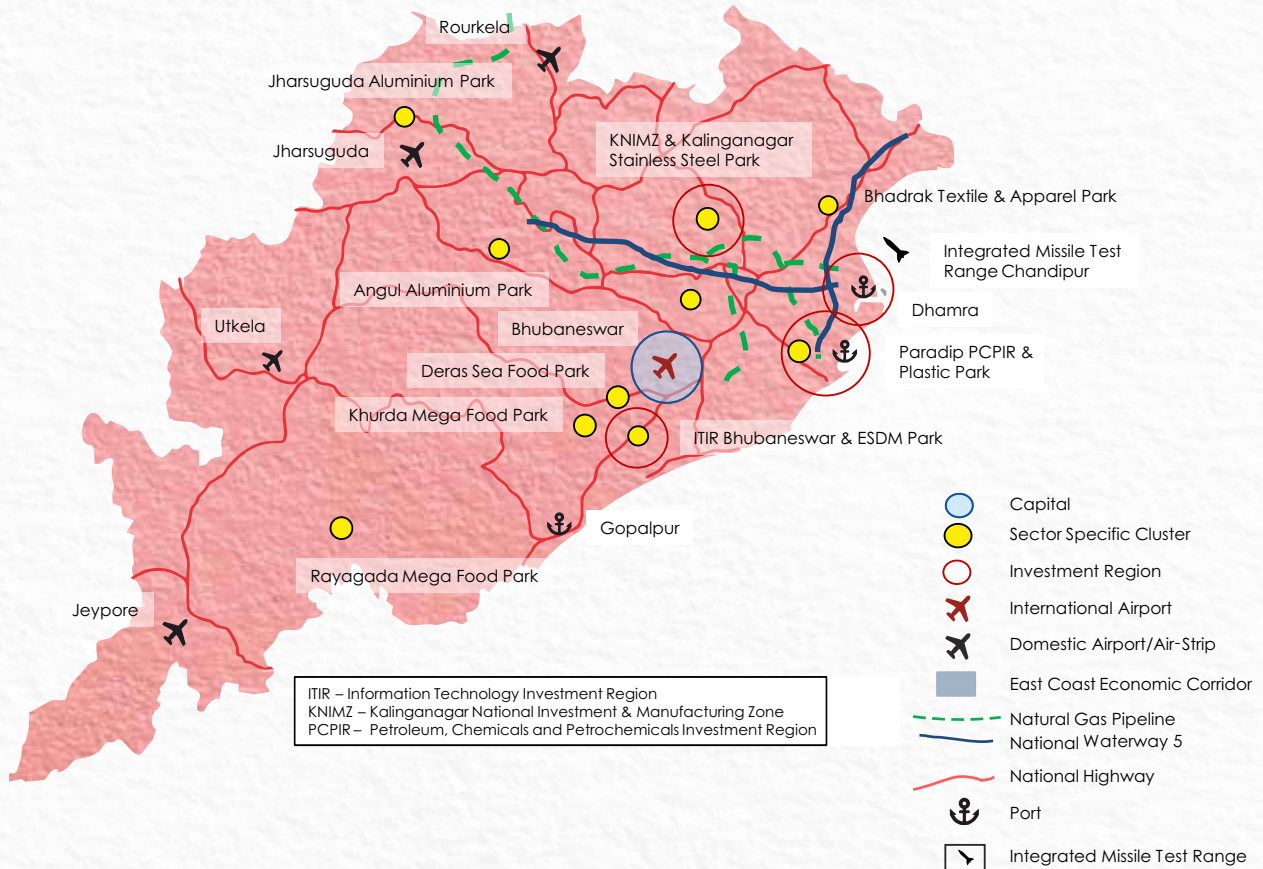 Rourkela
Jharsuguda Aluminium Park
KNIMZ & Kalinganagar
Stainless Steel Park
Jharsuguda
Bhadrak Textile & Apparel Park
Integrated Missile Test
Range Chandipur
Angul Aluminium Park
Dhamra
Utkela
Bhubaneswar
Paradip PCPIR &
Plastic Park
Deras Sea Food Park
Khurda Mega Food Park
ITIR Bhubaneswar & ESDM Park
Gopalpur
Rayagada Mega Food Park
Jeypore
Capital
Sector Specific Cluster
Investment Region
International Airport
Domestic Airport/Air-Strip
East Coast Economic Corridor
Natural Gas Pipeline
National Waterway 5
National Highway
Port
Integrated Missile Test Range
ITIR – Information Technology Investment Region
KNIMZ – Kalinganagar National Investment & Manufacturing Zone
PCPIR – Petroleum, Chemicals and Petrochemicals Investment Region